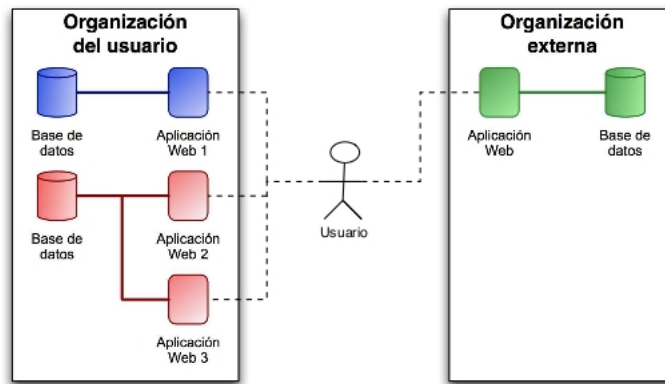 Organización
del usuario
Base de
datos
Aplicación
Web 1
Base de
datos
Aplicación
Web 2
Aplicación
Web 3
Usuario
Organización
externa
Aplicación
Web
Base de
datos